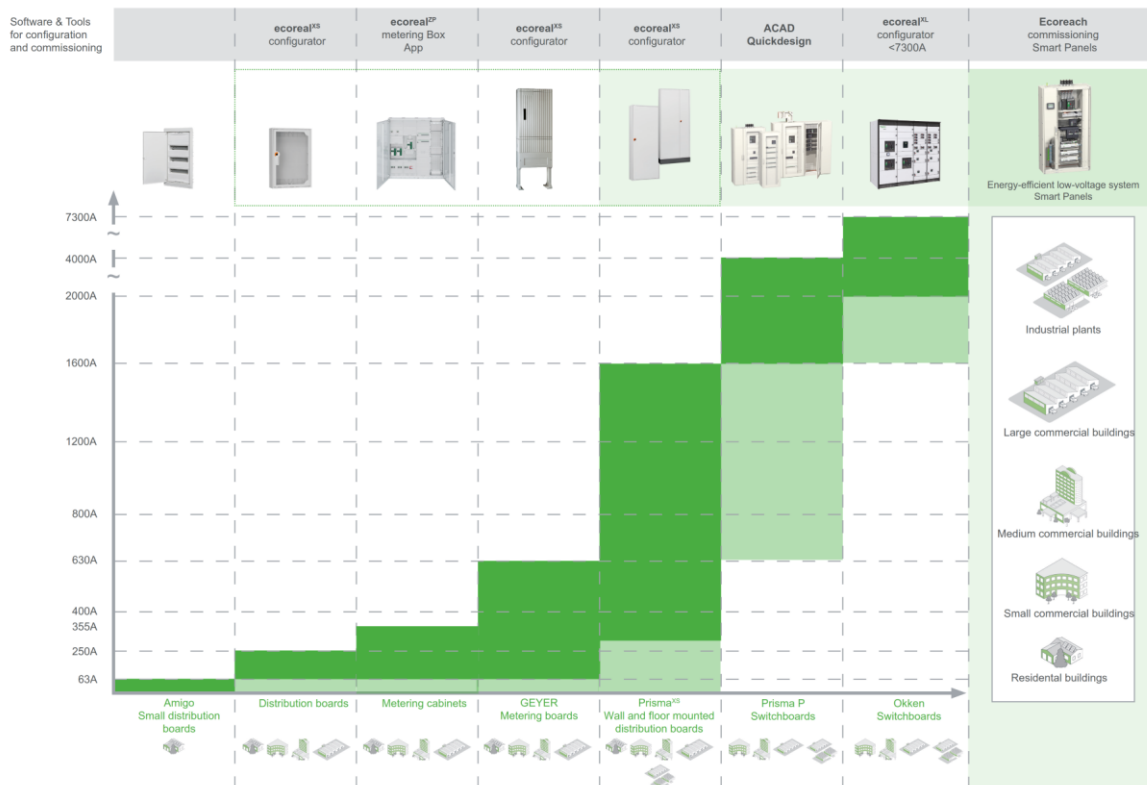 Software & Tools
for configuration
and commissioning
ecorealXS
configurator
ecorealZP
metering Box
App
ecorealXS
configurator
ecorealXS
configurator
ACAD
Quickdesign
ecorealXL
configurator
<7300A
Ecoreach
commissioning
Smart Panels
Energy-efficient low-voltage system
Smart Panels
7300A
~
4000A
~
2000A
1600A
1200A
800A
630A
400A
355A
250A
63A
Industrial plants
Large commercial buildings
Medium commercial buildings
Small commercial buildings
Residental buildings
Amigo
Small distribution
boards
Distribution boards
Metering cabinets
GEYER
Metering boards
PrismaXS
Wall and floor mounted
distribution boards
Prisma P
Switchboards
Okken
Switchboards